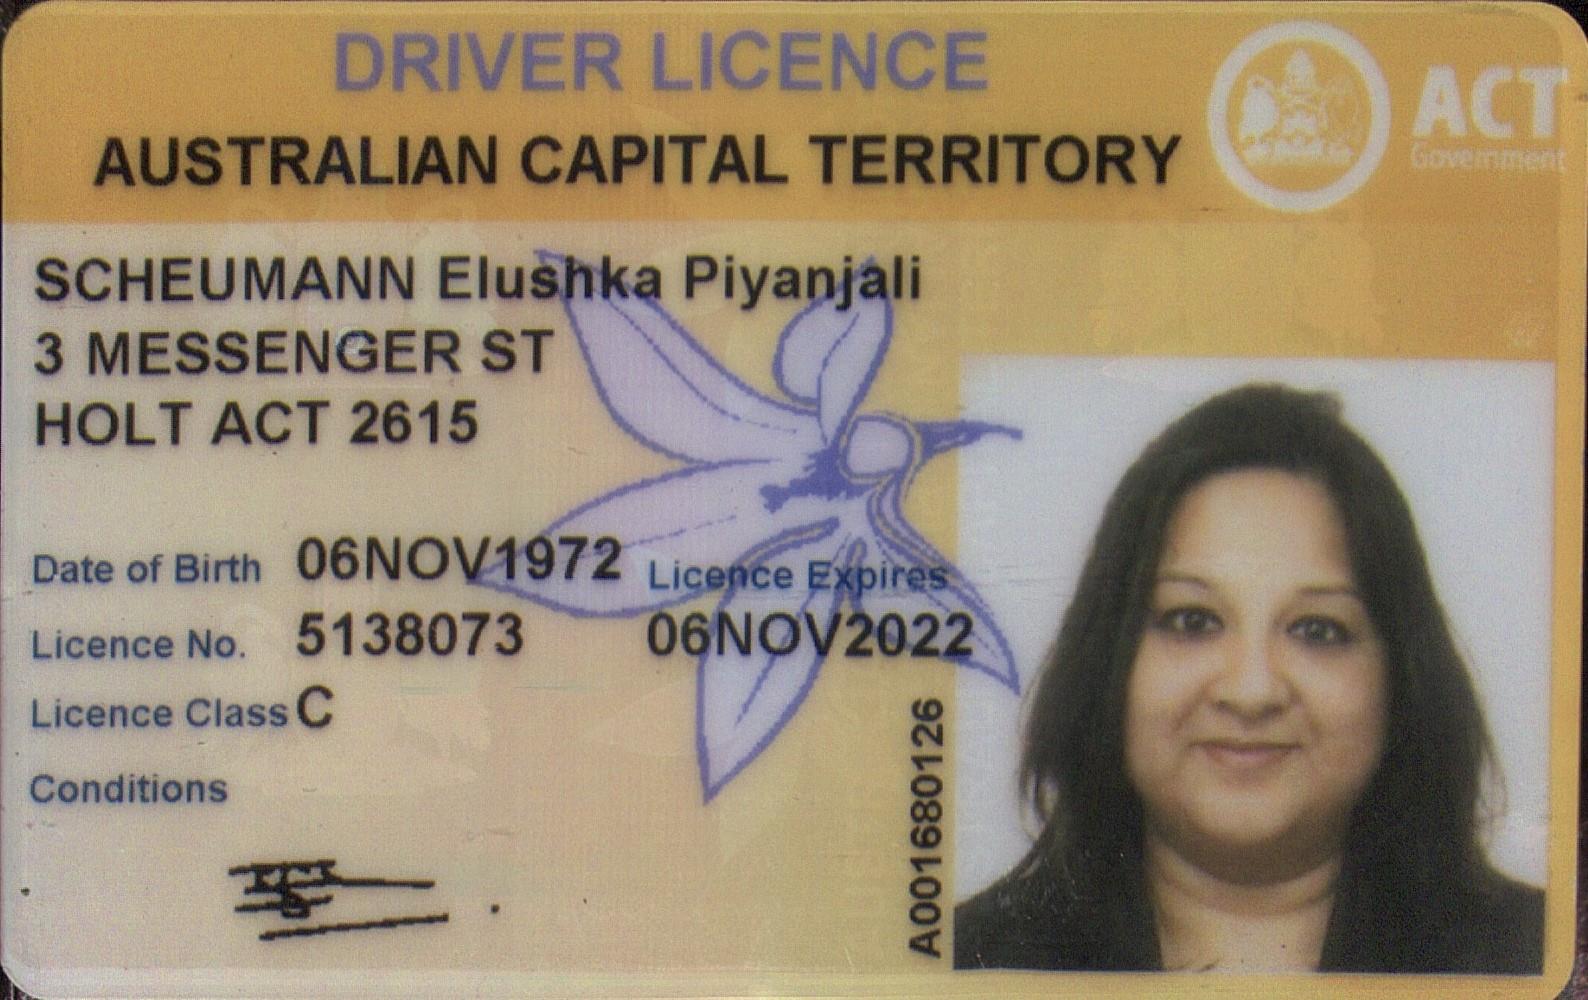 DRIVER LICENCE
AUSTRALIAN CAPITAL TERRITORY
ACT
Government
SCHEUMANN Elushka Piyanjali
3 MESSENGER ST
HOLT ACT 2615
Date of Birth 06NOV1972
Licence Expires
Licence No. 5138073 06NOV2022
Licence Class C
Conditions
A001680126